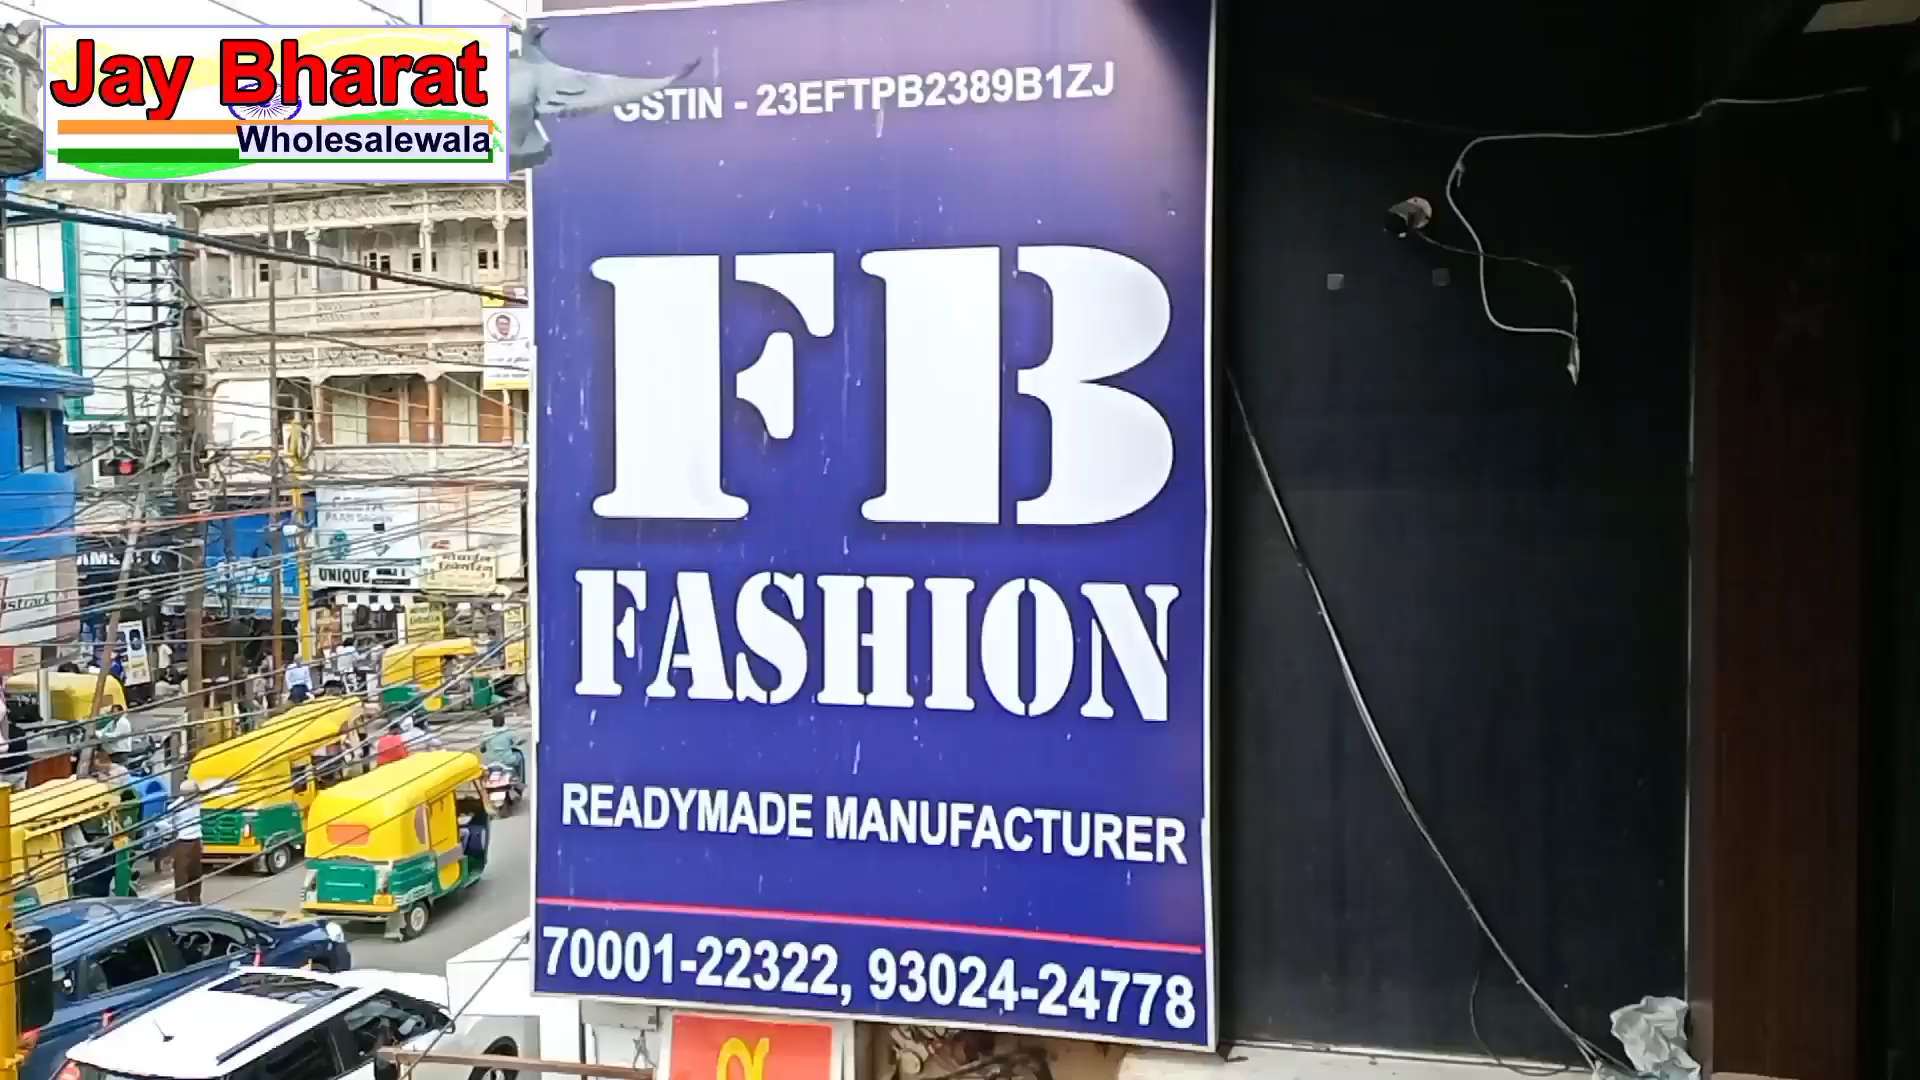 Jay Bharat
Wholesalewala
GSTIN - 23EFTPB2389B1ZJ
FB
FASHION
READYMADE MANUFACTURER
70001-22322, 93024-24778
UNIQUE